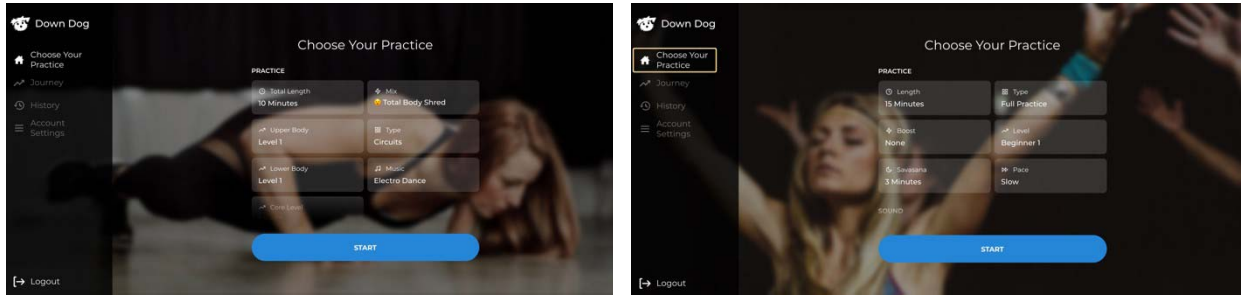 Down Dog
Choose Your
Practice
Journey
History
Account
Settings
Logout
Choose Your Practice
PRACTICE
Total Length
10 Minutes
Mix
Total Body Shred
Upper Body
Level 1
Type
Circuits
Lower Body
Level 1
Music
Electro Dance
Core Level
START
Down Dog
Choose Your
Practice
Journey
History
Account
Settings
Logout
Choose Your Practice
PRACTICE
Length
15 Minutes
Type
Full Practice
Boost
None
Level
Beginner 1
Savasana
3 Minutes
Pace
Slow
SOUND
START